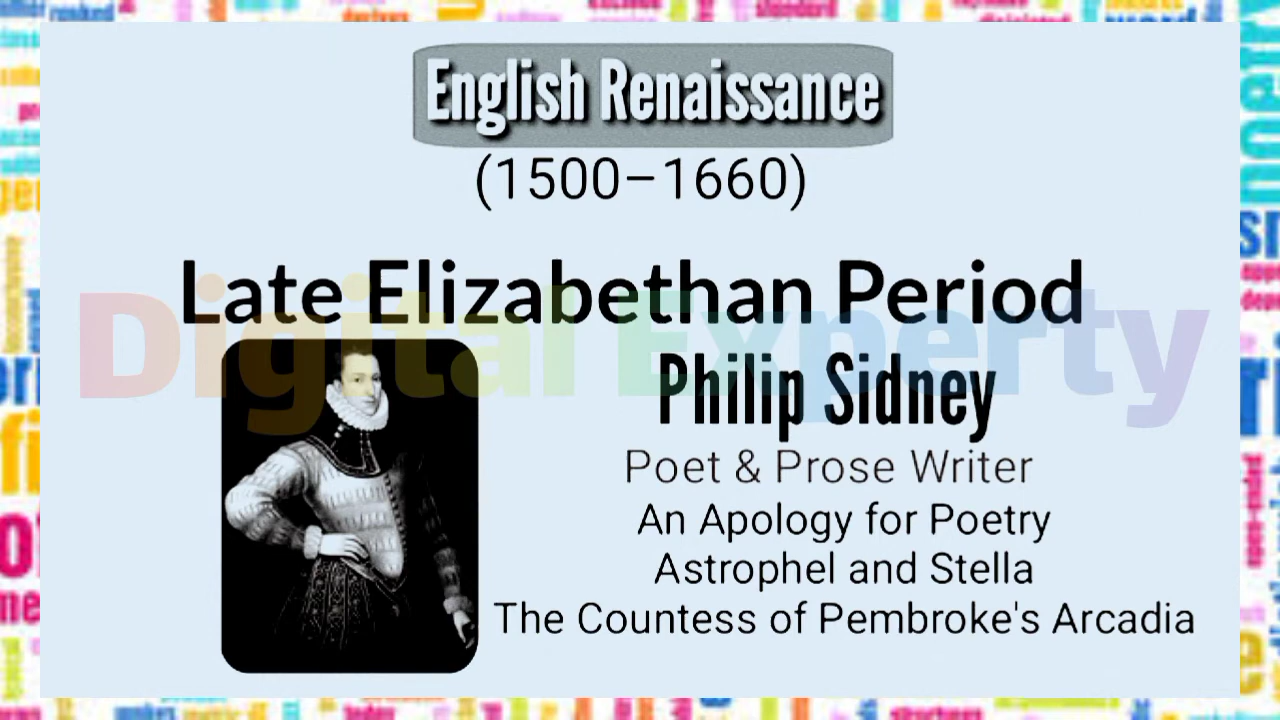 English Renaissance
(1500–1660)
Late Elizabethan Period
Digital Experty
Philip Sidney
Poet & Prose Writer
An Apology for Poetry
Astrophel and Stella
The Countess of Pembroke's Arcadia